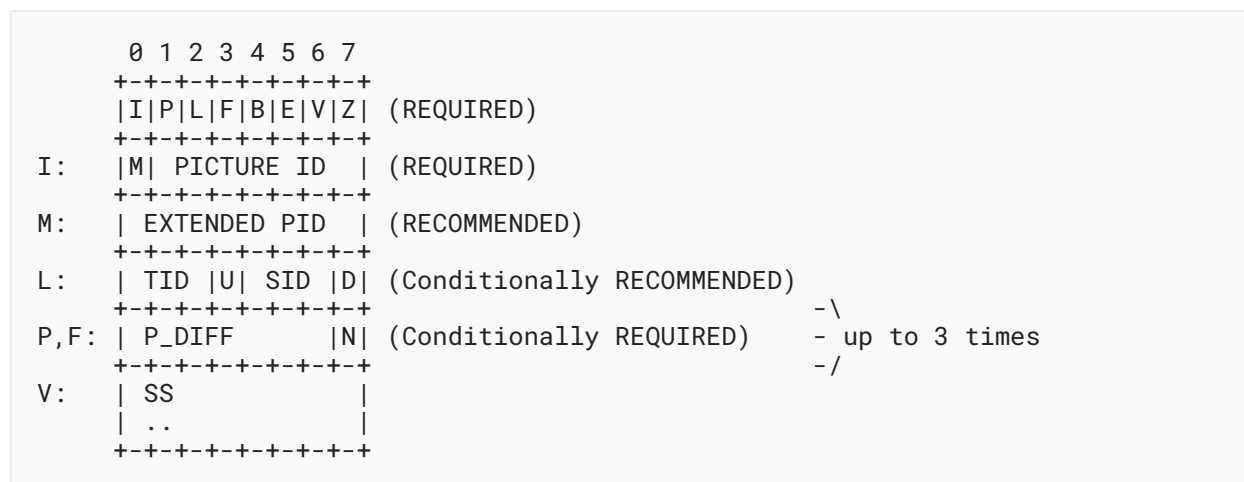 0 1 2 3 4 5 6 7
     +-+-+-+-+-+-+-+-+
     |I|P|L|F|B|E|V|Z| (REQUIRED)
     +-+-+-+-+-+-+-+-+
I:   |M| PICTURE ID  | (REQUIRED)
     +-+-+-+-+-+-+-+-+
M:   | EXTENDED PID  | (RECOMMENDED)
     +-+-+-+-+-+-+-+-+
L:   | TID |U| SID |D| (Conditionally RECOMMENDED)
     +-+-+-+-+-+-+-+-+                             -\
P,F: | P_DIFF      |N| (Conditionally REQUIRED)    - up to 3 times
     +-+-+-+-+-+-+-+-+                             -/
V:   | SS            |
     | ..            |
     +-+-+-+-+-+-+-+-+